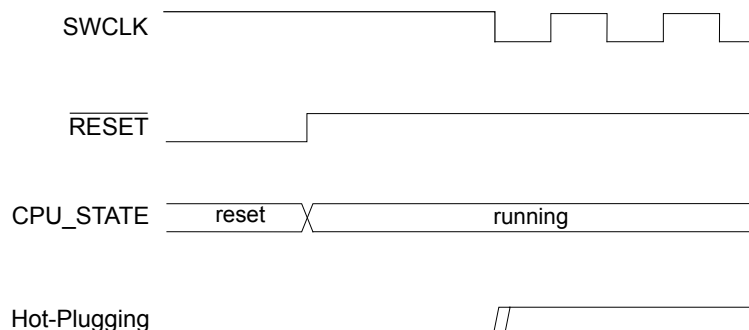 SWCLK
RESET
CPU_STATE reset running
Hot-Plugging